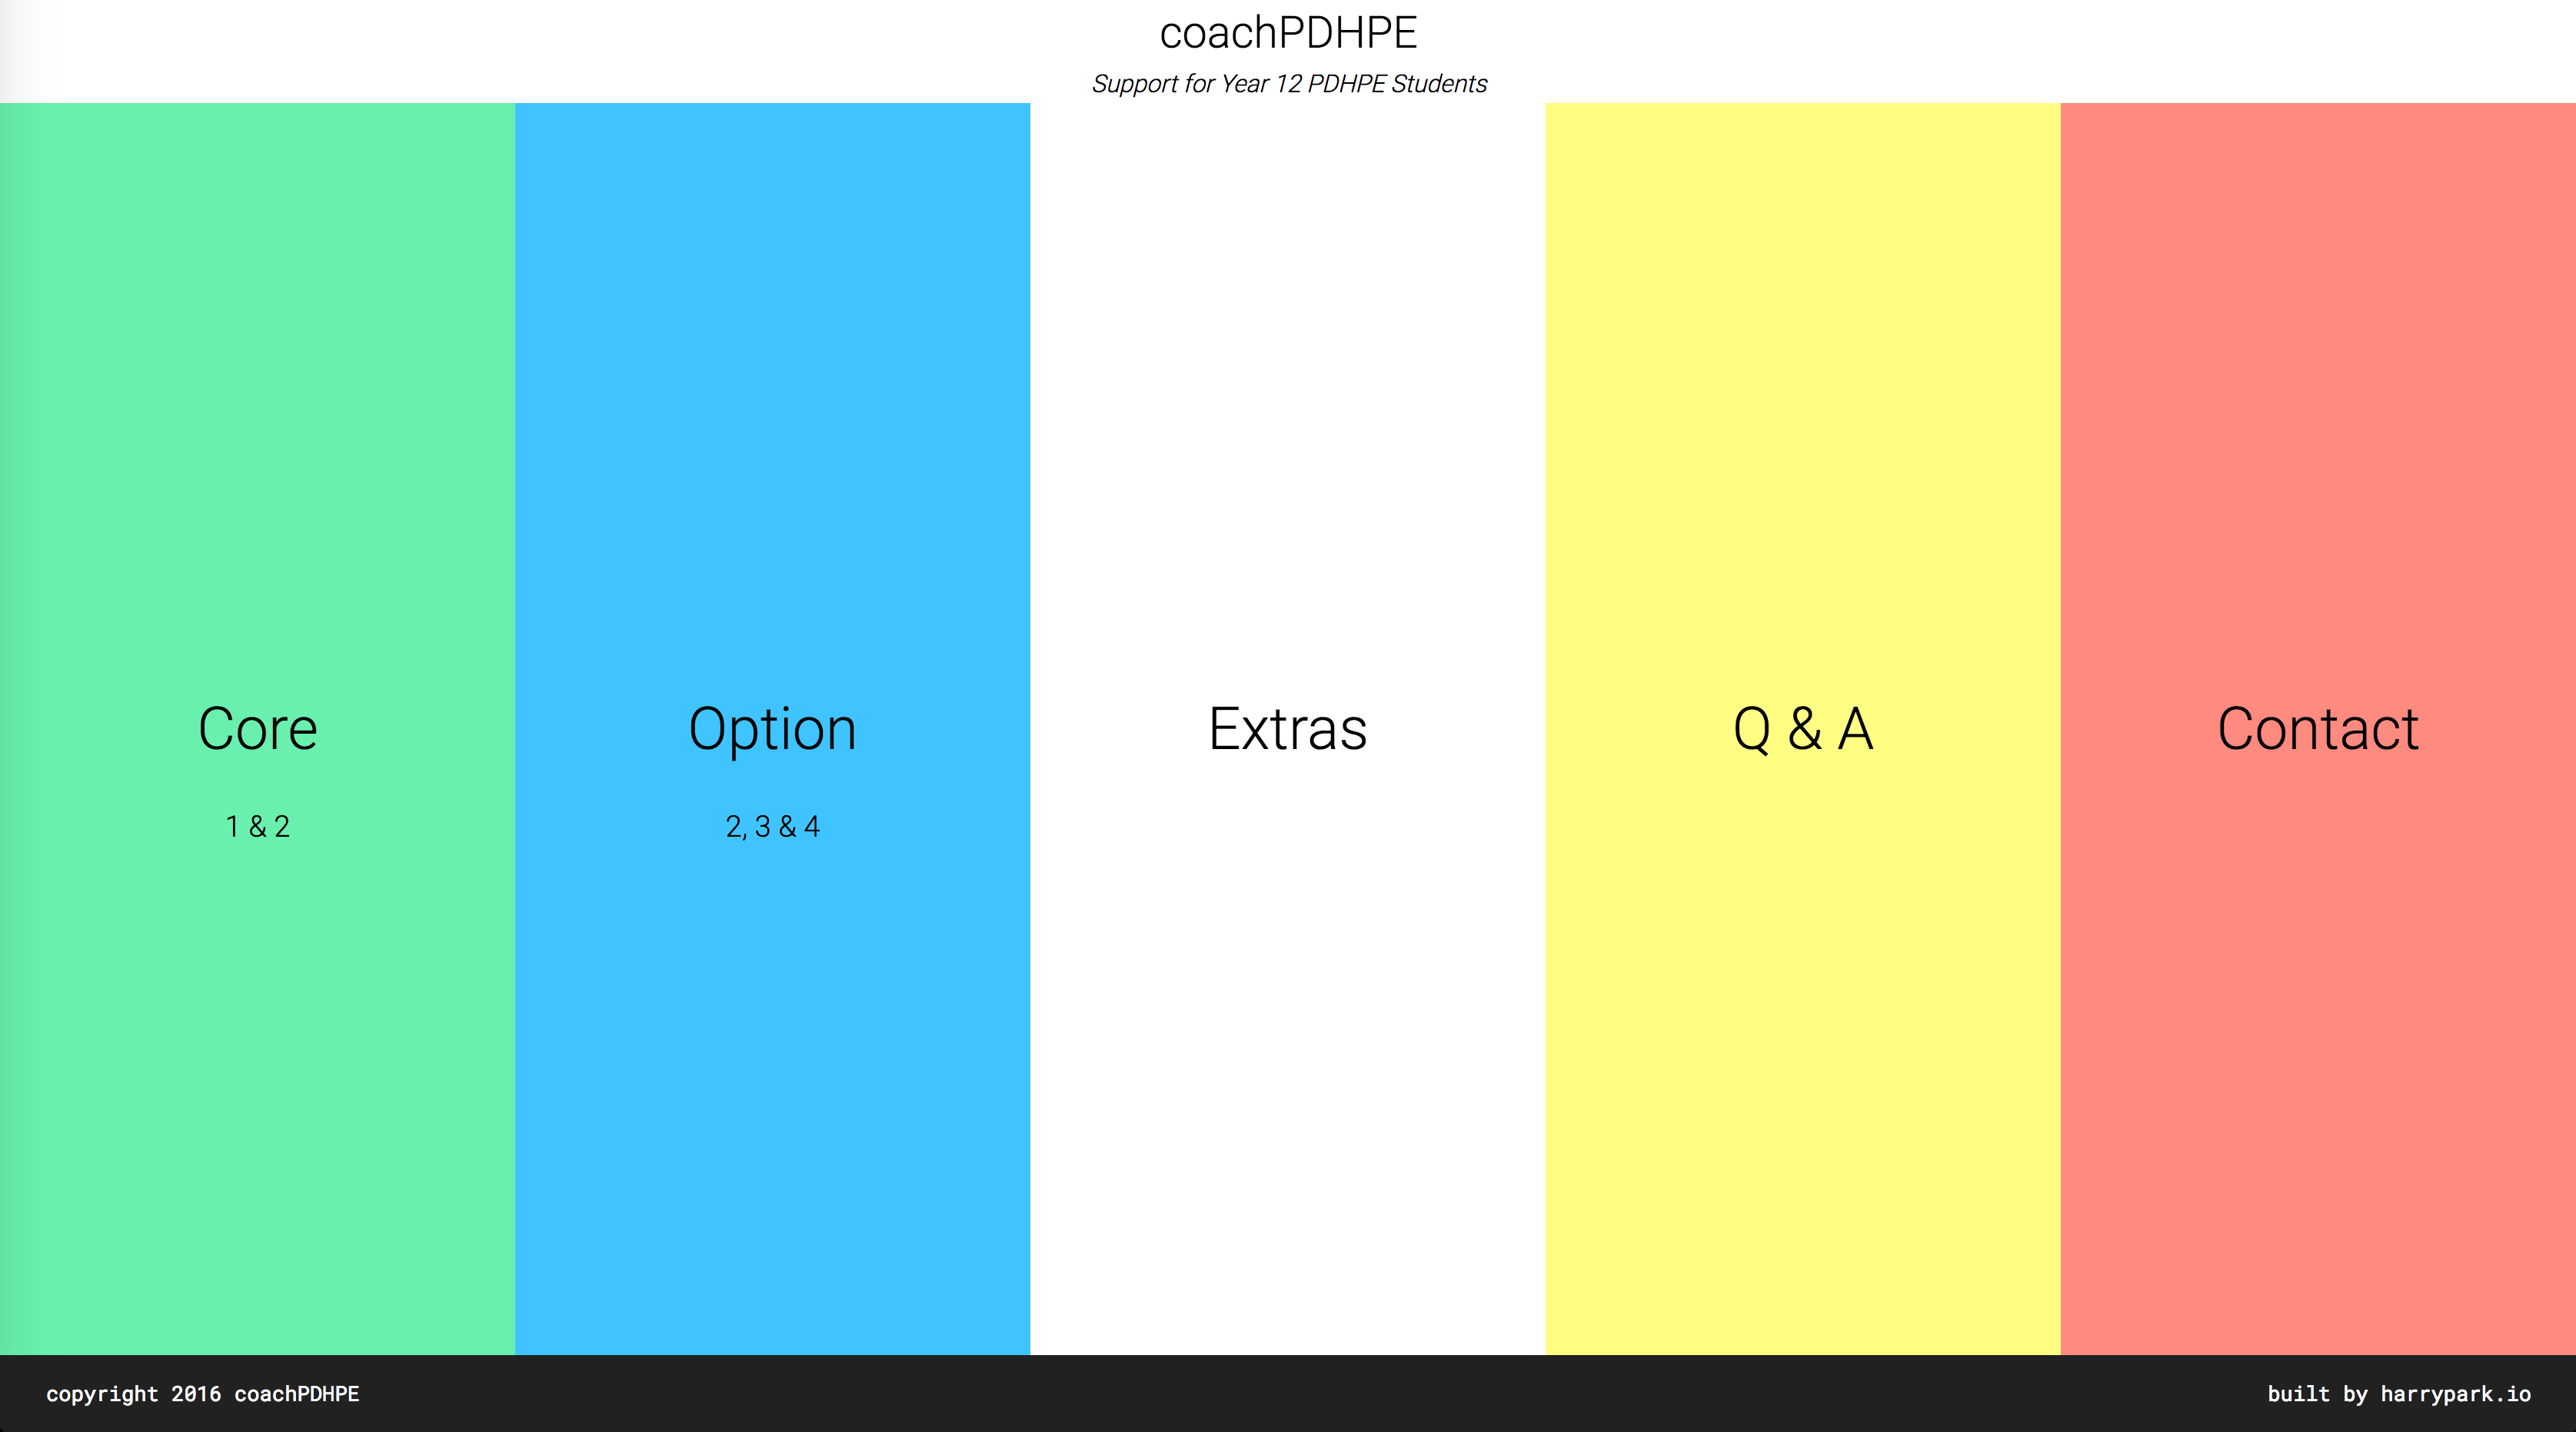 coachPDHPE
Support for Year 12 PDHPE Students
Core
1 & 2
Option
2, 3 & 4
Extras
Q & A
Contact
copyright 2016 coachPDHPE
built by harrypark.io